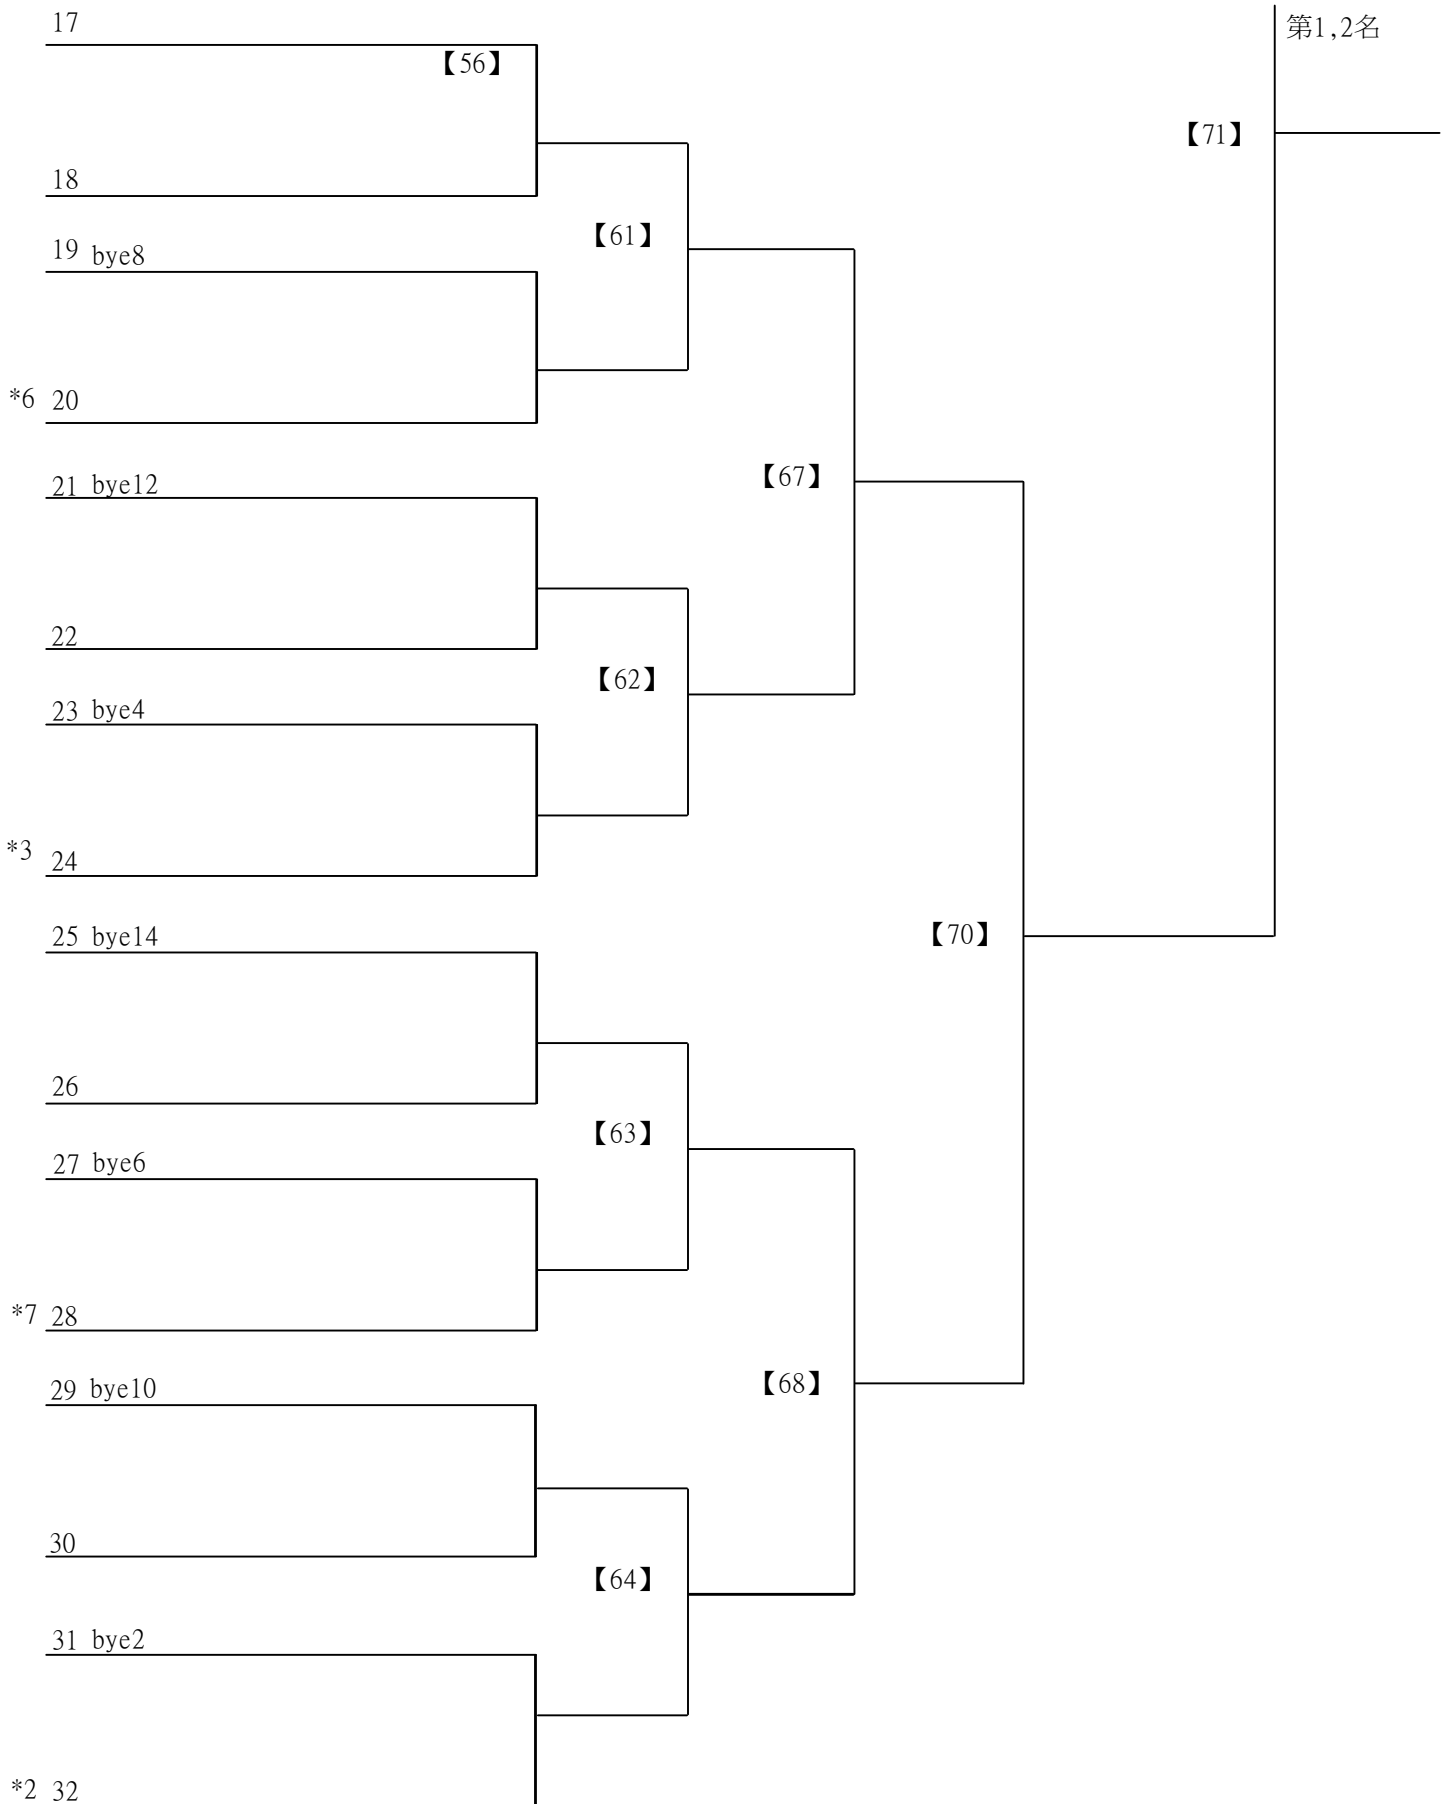 17
第1,2名
【56】
【71】
18
【61】
19 bye8
*6 20
【67】
21 bye12
22
【62】
23 bye4
*3 24
25 bye14
【70】
26
【63】
27 bye6
*7 28
29 bye10
【68】
30
【64】
31 bye2
*2 32